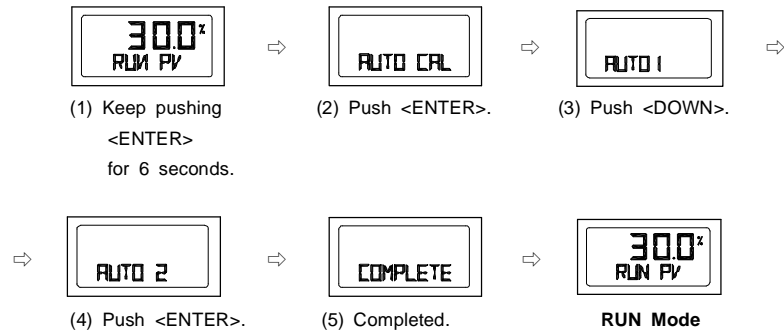 30.0%
RUN PV
⇨
AUTO CAL
⇨
AUTO 1
⇨
(1) Keep pushing
<ENTER>
for 6 seconds.
(2) Push <ENTER>.
(3) Push <DOWN>.
⇨
AUTO 2
⇨
COMPLETE
⇨
30.0%
RUN PV
(4) Push <ENTER>.
(5) Completed.
RUN Mode